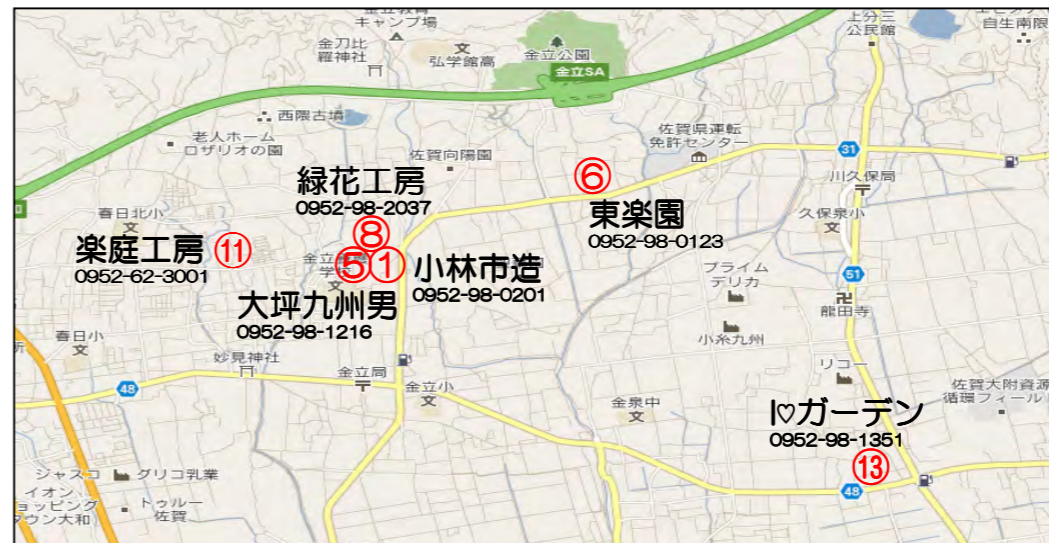 キャンプ場
金刀比
羅神社
文
弘学館高
金立公園
金立SA
上分三
公民館
自生南限
西隈古墳
老人ホーム
ロザリオの園
佐賀向陽園
佐賀県運転
免許センター
31
川久保局
緑花工房
0952-98-2037
⑥
東楽園
0952-98-0123
春日北小
文
久保泉小
文
楽庭工房
0952-62-3001
⑪
⑧
⑤
①
小林市造
0952-98-0201
大坪九州男
0952-98-1216
プライム
デリカ
51
卍
龍田寺
小糸九州
春日小
文
妙見神社
48
金立局
金立小
文
金泉中
文
リコー
佐賀大附資源
循環フィール
I♡ガーデン
0952-98-1351
⑬
48
ジャスコ
グリコ乳業
イオン
ョッピング
タウン大和
トゥルー
佐賀